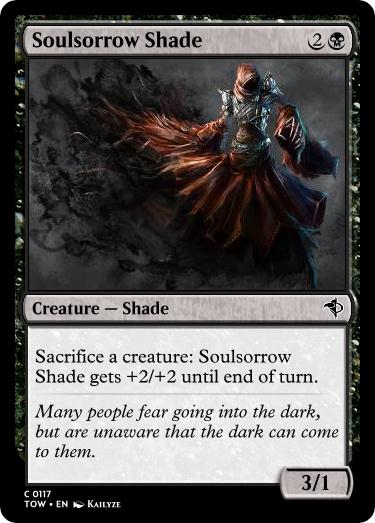 Soulsorrow Shade 2
Creature — Shade
Sacrifice a creature: Soulsorrow
Shade gets +2/+2 until end of turn.
Many people fear going into the dark,
but are unaware that the dark can come
to them.
3/1
C 0117
TOW • EN Kailyze